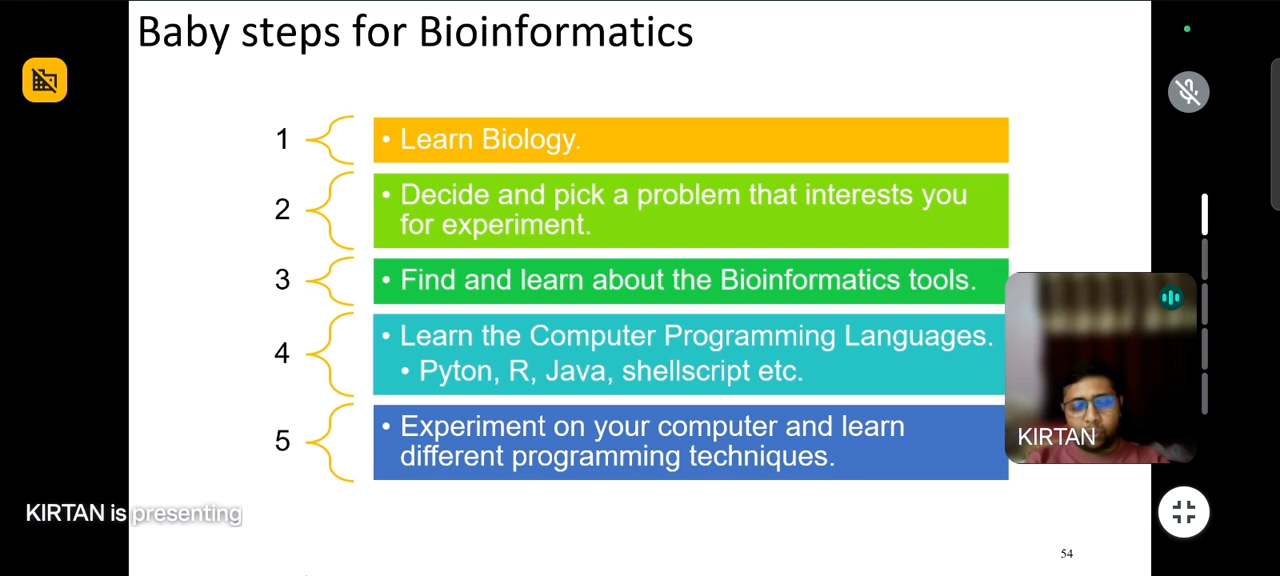 Baby steps for Bioinformatics
1
• Learn Biology.
2
• Decide and pick a problem that interests you
for experiment.
3
• Find and learn about the Bioinformatics tools.
4
• Learn the Computer Programming Languages.
• Pyton, R, Java, shellscript etc.
5
• Experiment on your computer and learn
different programming techniques.
KIRTAN
KIRTAN is presenting
54